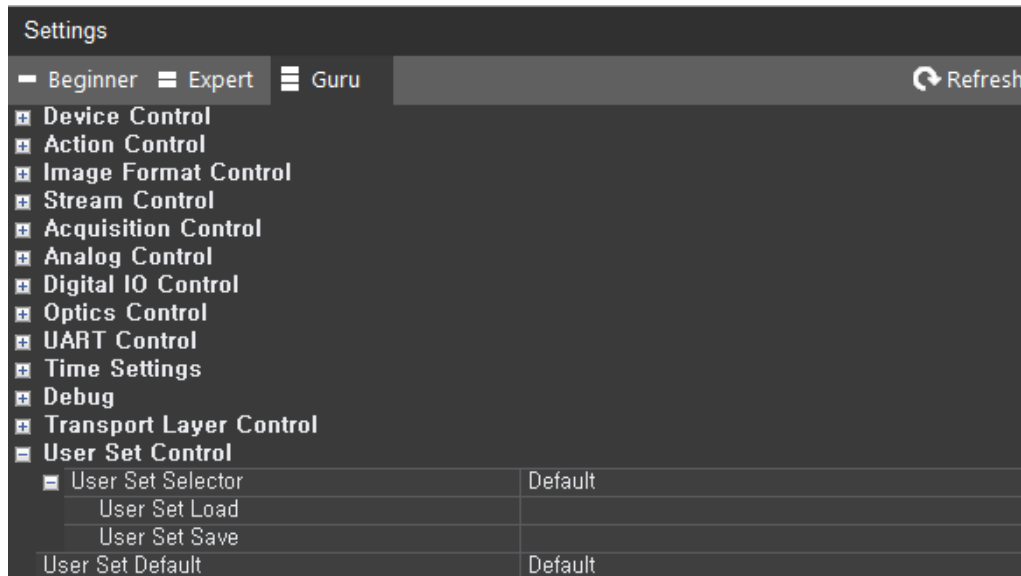 Settings
Beginner Expert Guru Refresh
Device Control
Action Control
Image Format Control
Stream Control
Acquisition Control
Analog Control
Digital IO Control
Optics Control
UART Control
Time Settings
Debug
Transport Layer Control
User Set Control
User Set Selector Default
User Set Load
User Set Save
User Set Default Default